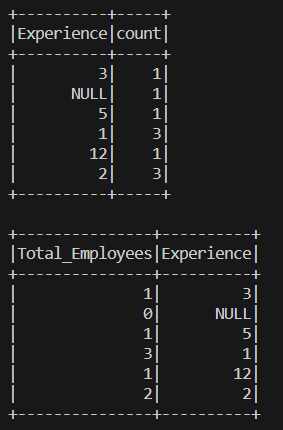 +----------+-----+
|Experience|count|
+----------+-----+
|         3|    1|
|      NULL|    1|
|         5|    1|
|         1|    3|
|        12|    1|
|         2|    3|
+----------+-----+
+---------------+----------+
|Total_Employees|Experience|
+---------------+----------+
|              1|         3|
|              0|      NULL|
|              1|         5|
|              3|         1|
|              1|        12|
|              2|         2|
+---------------+----------+